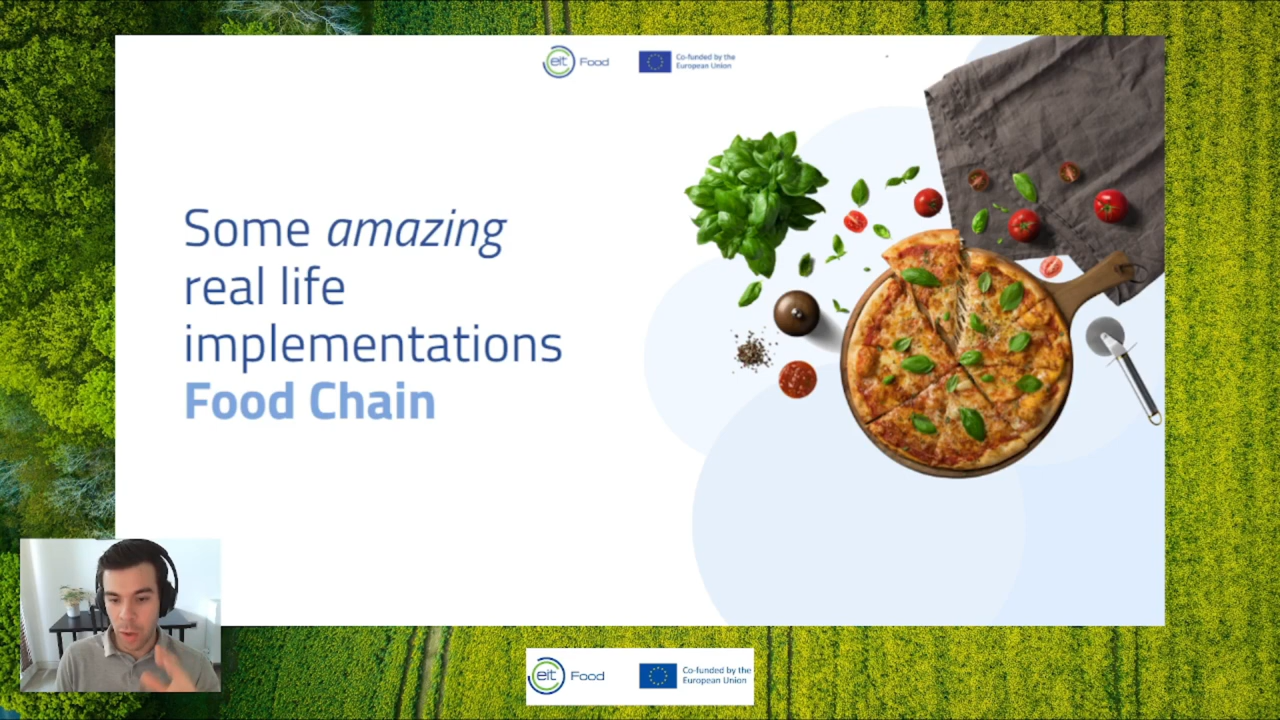 eit Food
Co-funded by the
European Union
Some amazing
real life
implementations
Food Chain
eit Food
Co-funded by the
European Union